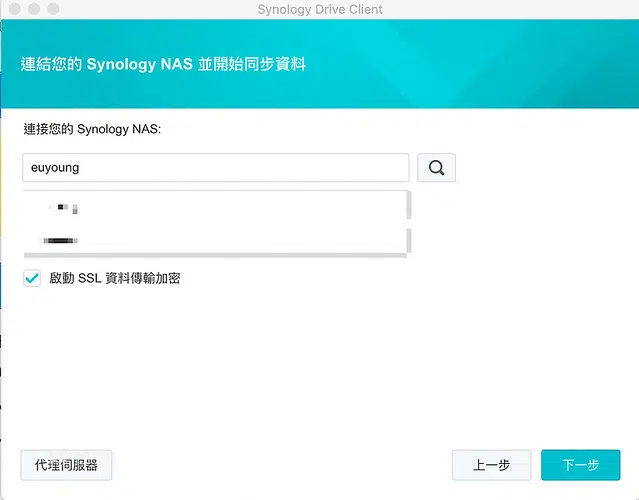 Synology Drive Client
連結您的 Synology NAS 並開始同步資料
連接您的 Synology NAS:
euyoung
啟動 SSL 資料傳輸加密
代理伺服器
上一步
下一步